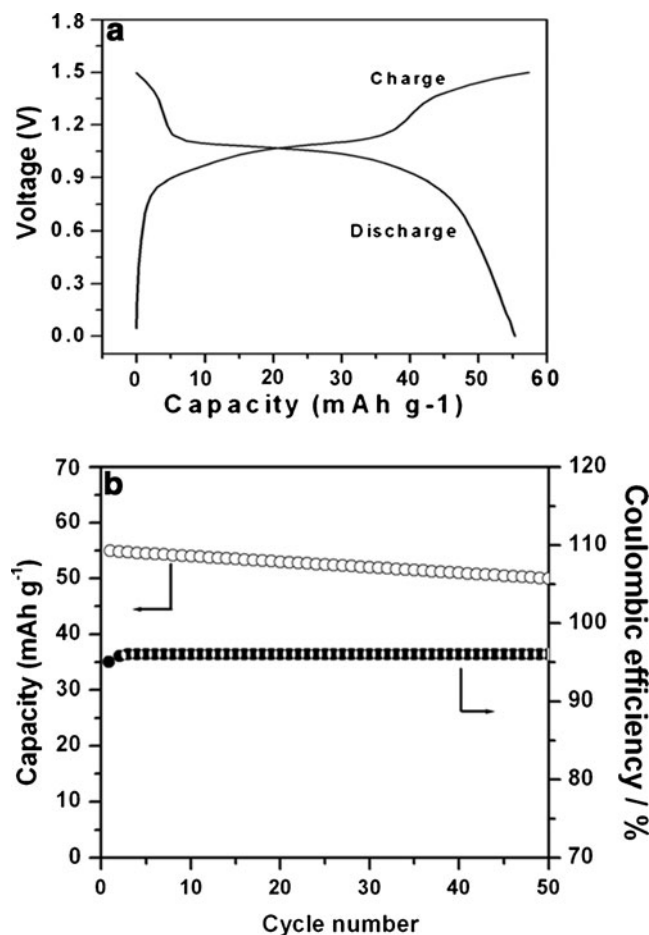 a
1.5
1.2
0.9
0.6
0.3
0.0
Voltage (V)
Charge
Discharge
0 10 20 30 40 50 60
Capacity (mAh g-1)
b
70
60
50
40
30
20
10
0
Capacity (mAh g⁻¹)
120
110
100
90
80
70
Coulombic efficiency / %
0 10 20 30 40 50
Cycle number